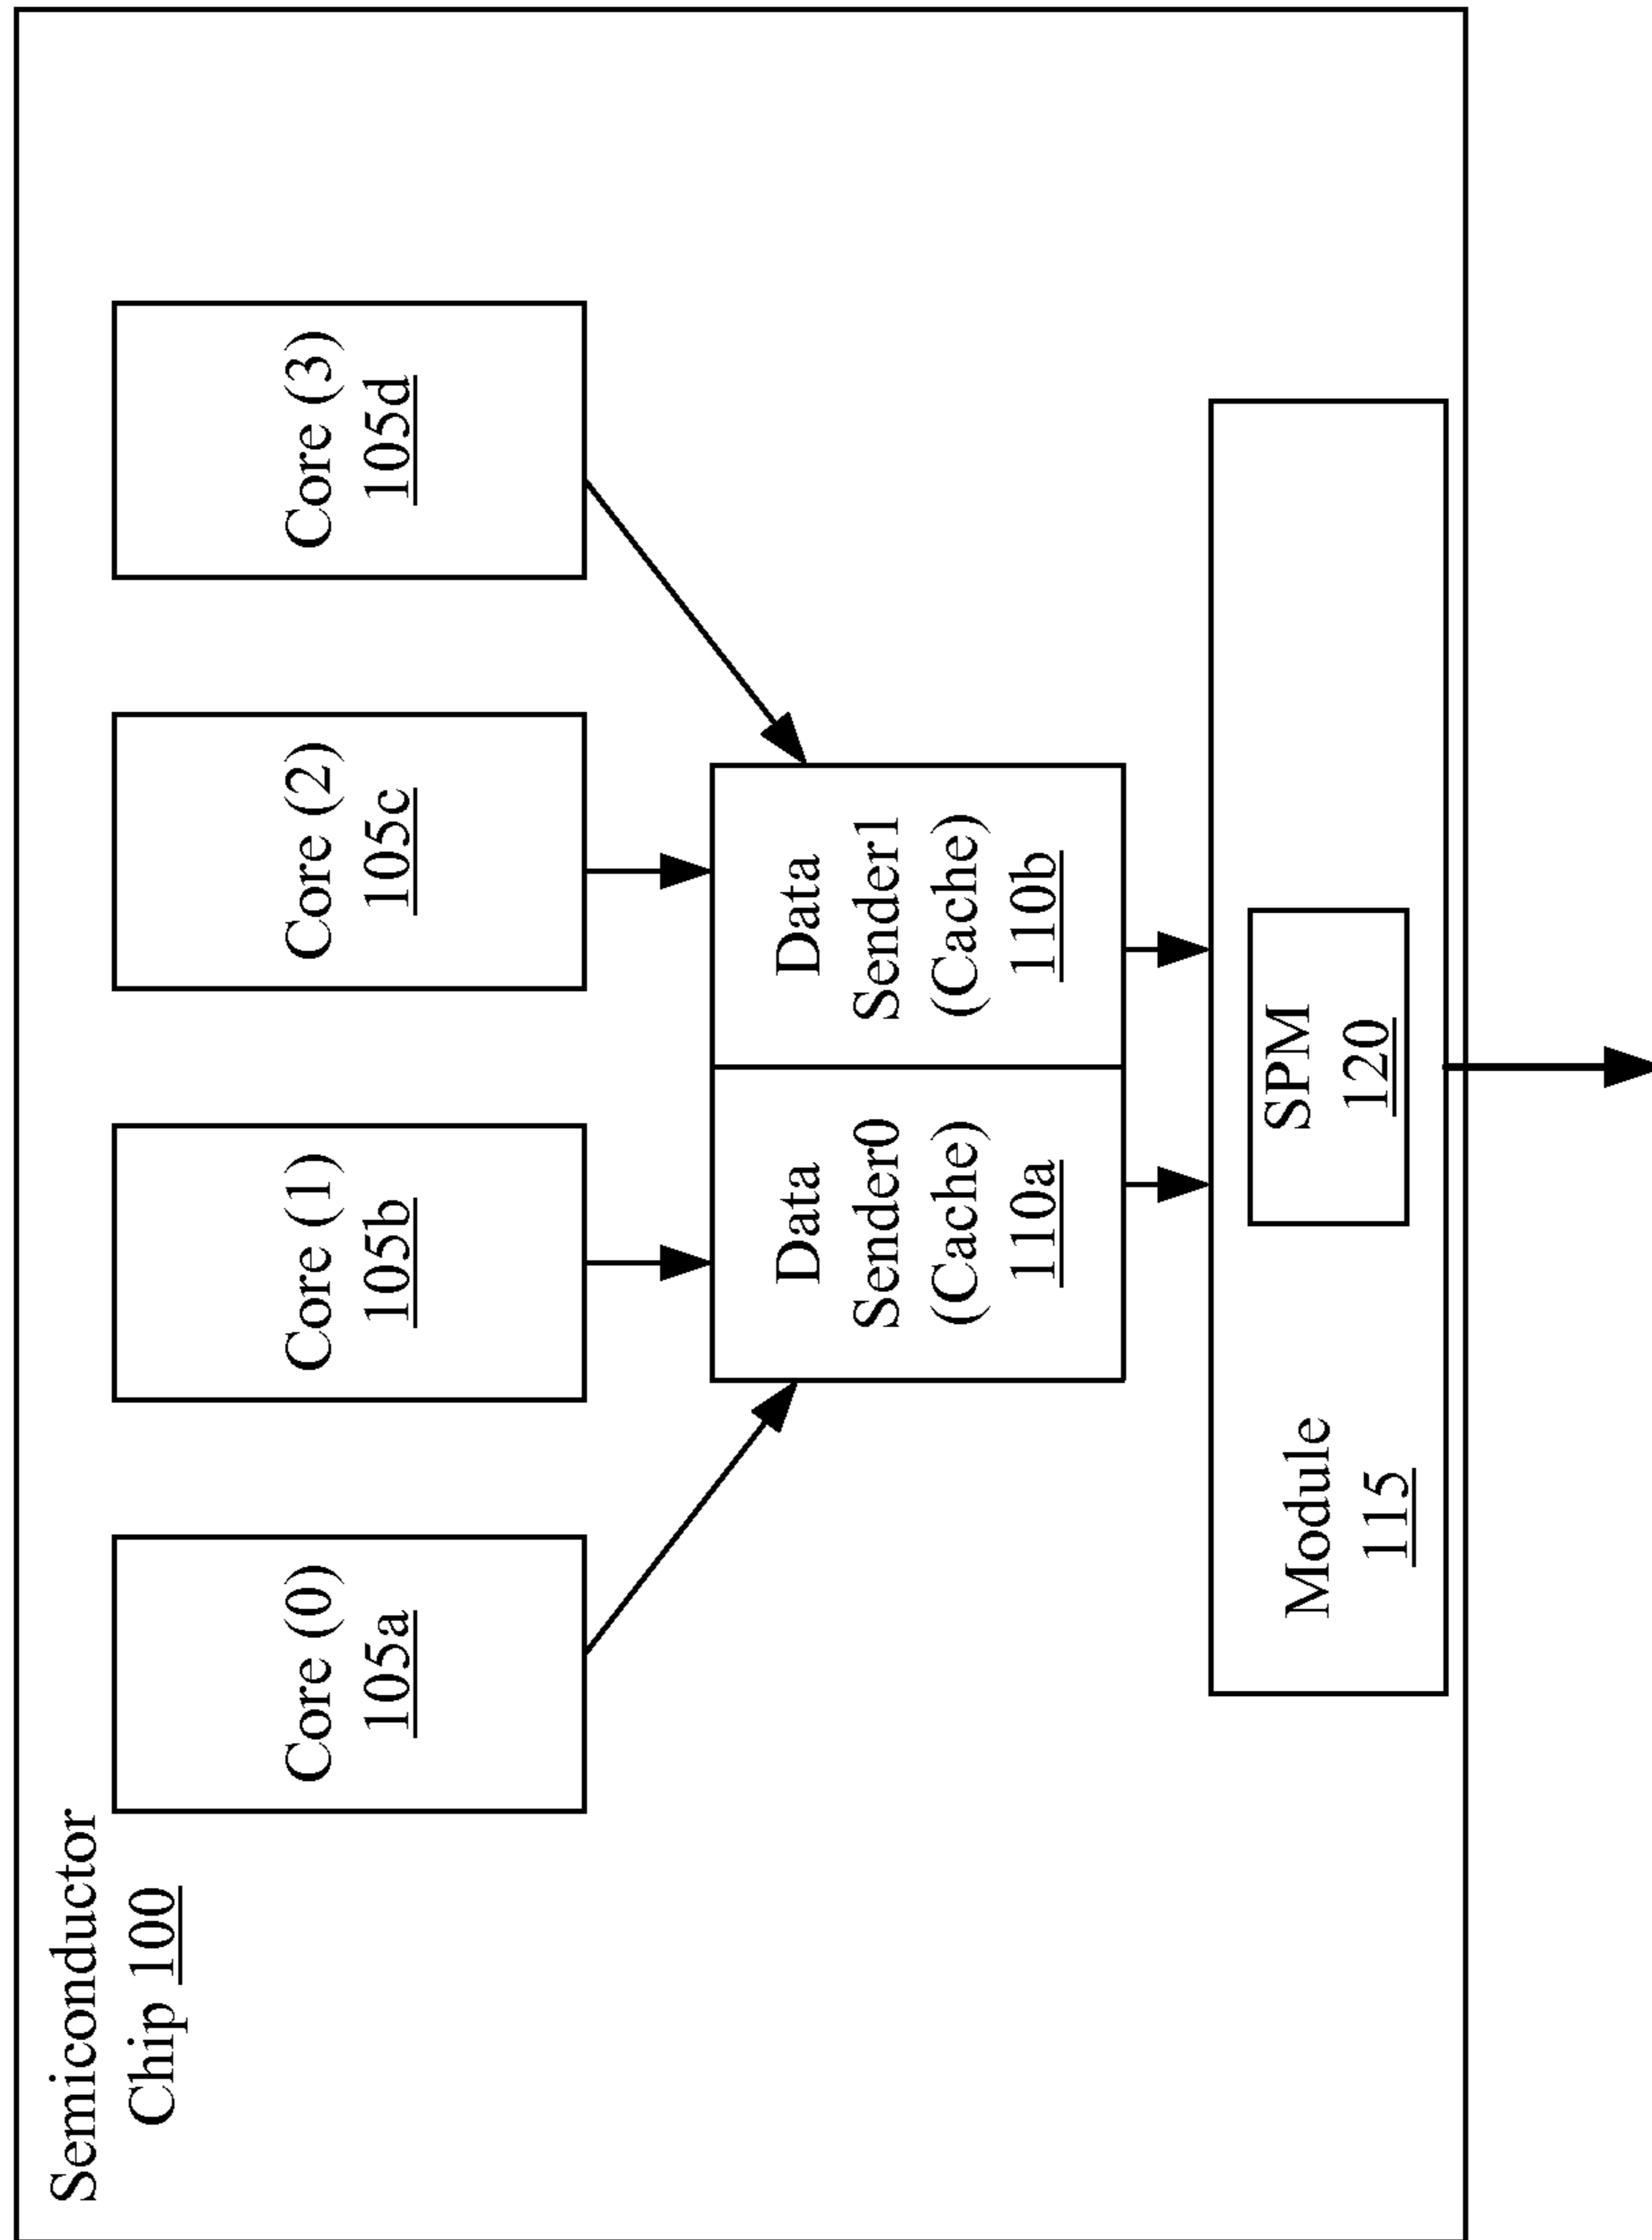 Semiconductor
Chip 100
Core (0)
105a
Core (1)
105b
Core (2)
105c
Core (3)
105d
Data
Sender0
(Cache)
110a
Data
Sender1
(Cache)
110b
Module
115
SPM
120